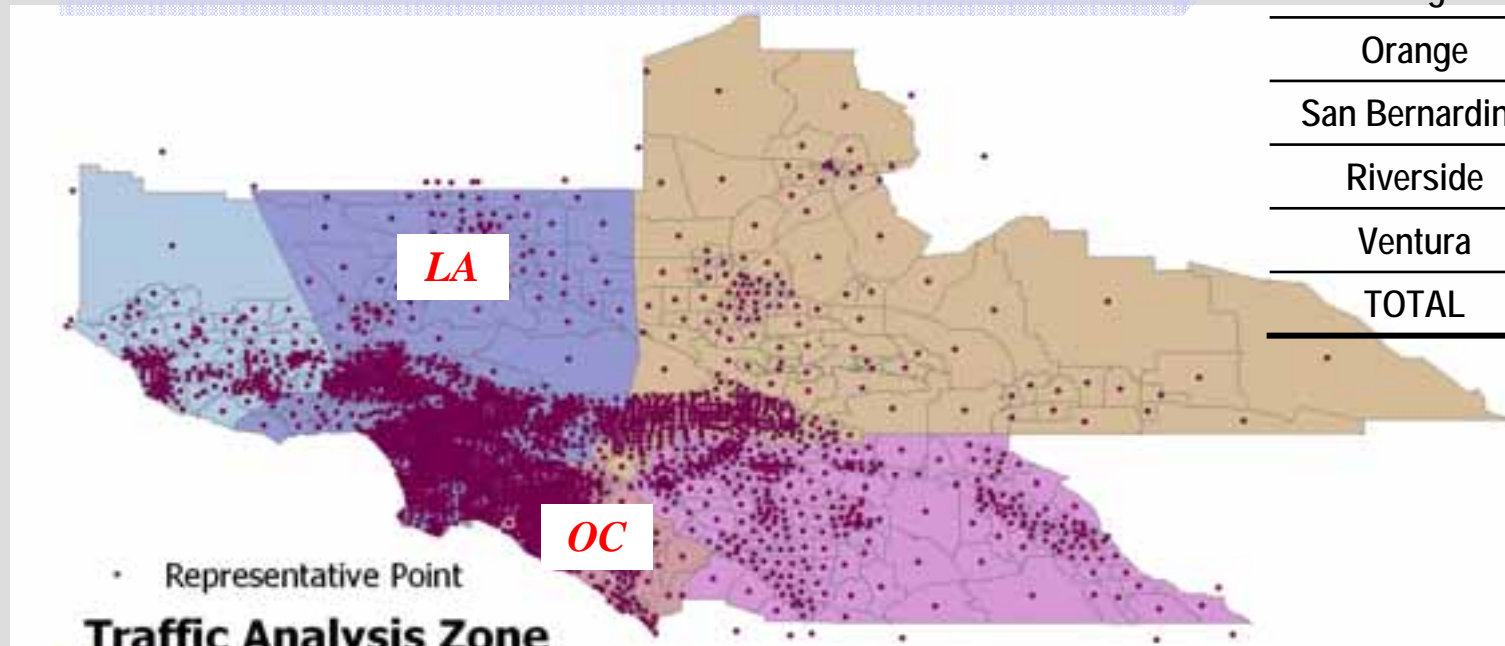 Orange
San Bernardin
Riverside
Ventura
TOTAL
LA
OC
Representative Point
Traffic Analysis Zone